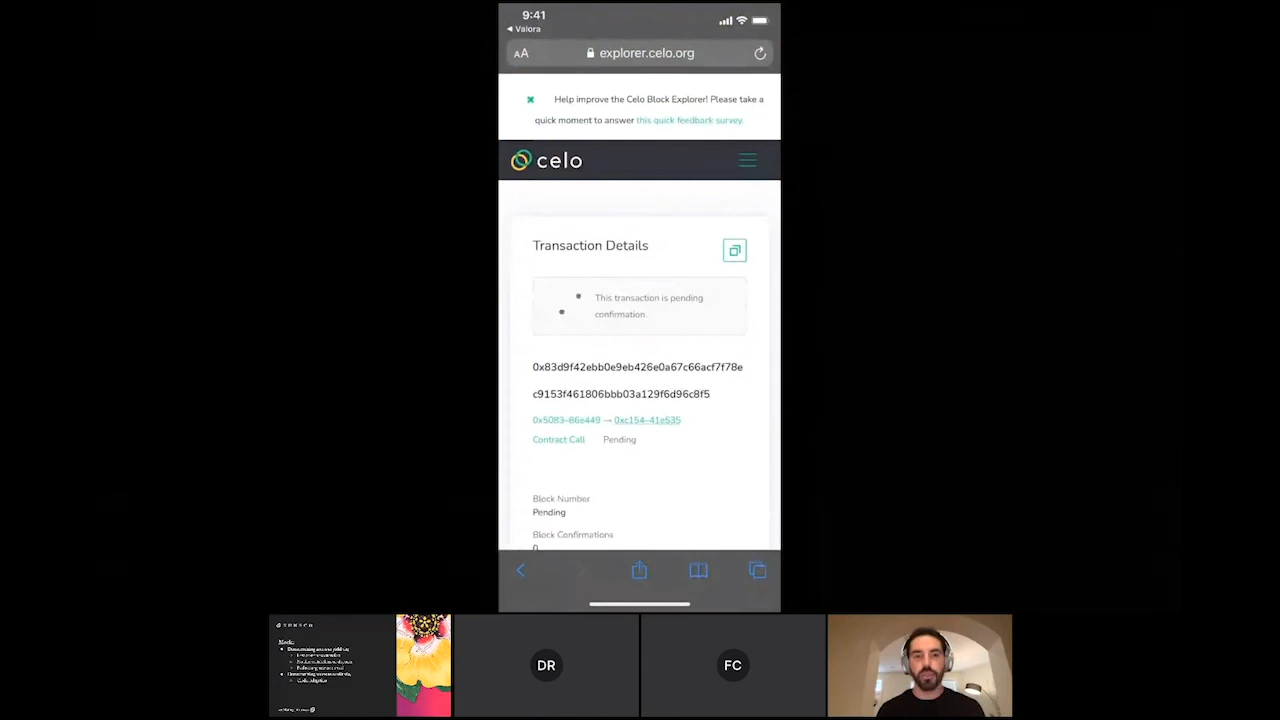 9:41
Valora
AA
explorer.celo.org
Help improve the Celo Block Explorer! Please take a
quick moment to answer this quick feedback survey.
celo
Transaction Details
This transaction is pending
confirmation.
0x83d9f42ebb0e9eb426e0a67c66acf7f78e
c9153f461806bbb03a129f6d96c8f5
0x5083–86e449 → 0xc154–41e535
Contract Call Pending
Block Number
Pending
Block Confirmations
0
DR
FC